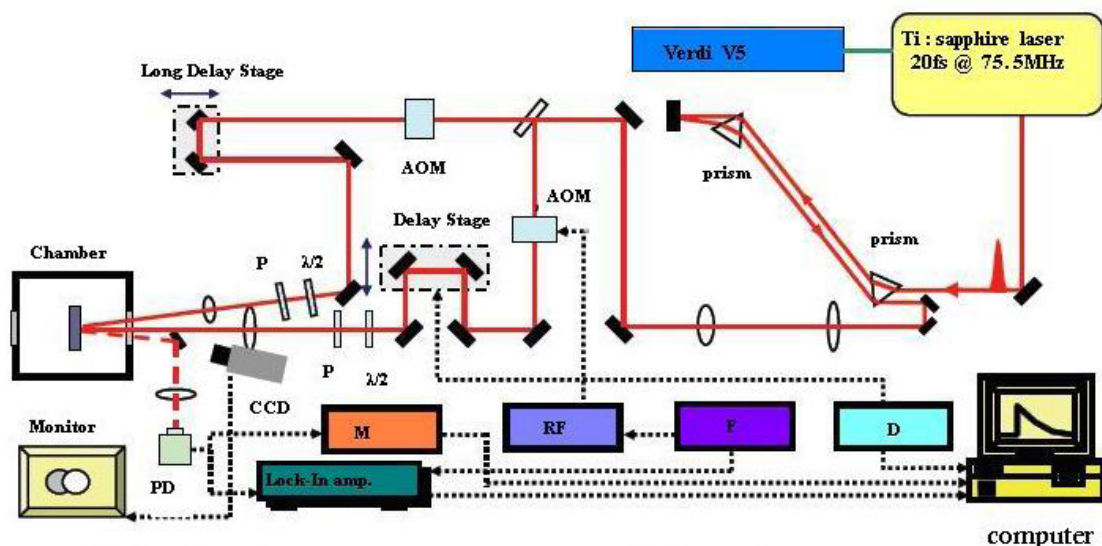 Verdi V5
Ti : sapphire laser
20fs @ 75.5MHz
Long Delay Stage
AOM
prism
AOM
Delay Stage
prism
Chamber
P
λ/2
P
λ/2
CCD
Monitor
PD
M
RF
F
D
Lock-In amp.
computer